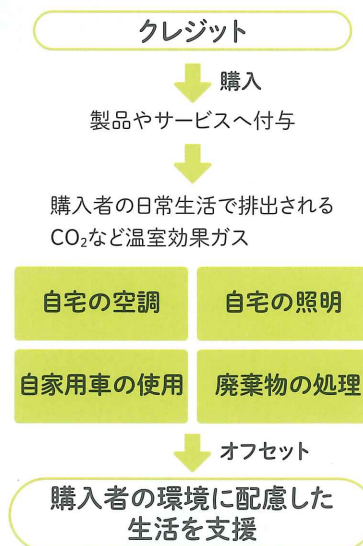 クレジット
購入
製品やサービスへ付与
購入者の日常生活で排出される
CO₂など温室効果ガス
自宅の空調
自宅の照明
自家用車の使用
廃棄物の処理
オフセット
購入者の環境に配慮した
生活を支援